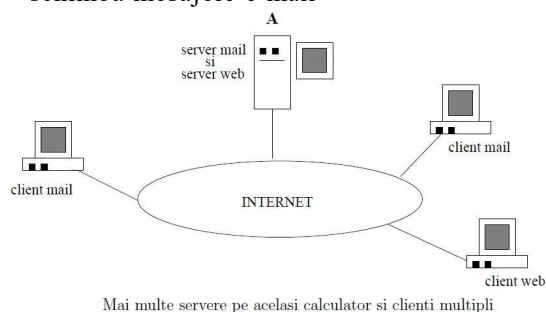 A
server mail
si
server web
client mail
client mail
INTERNET
client web
Mai multe servere pe acelasi calculator si clienti multipli